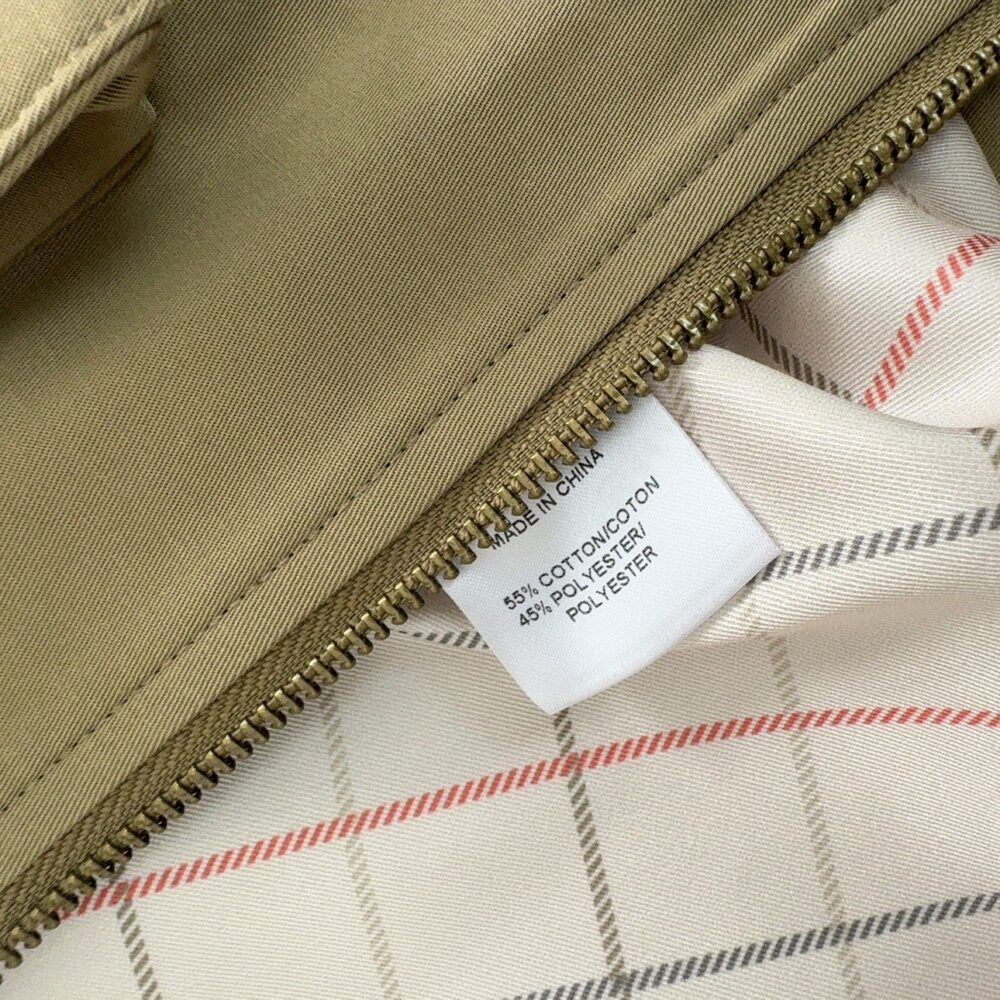 MADE IN CHINA
55% COTTON/COTON
45% POLYESTER/
POLYESTER